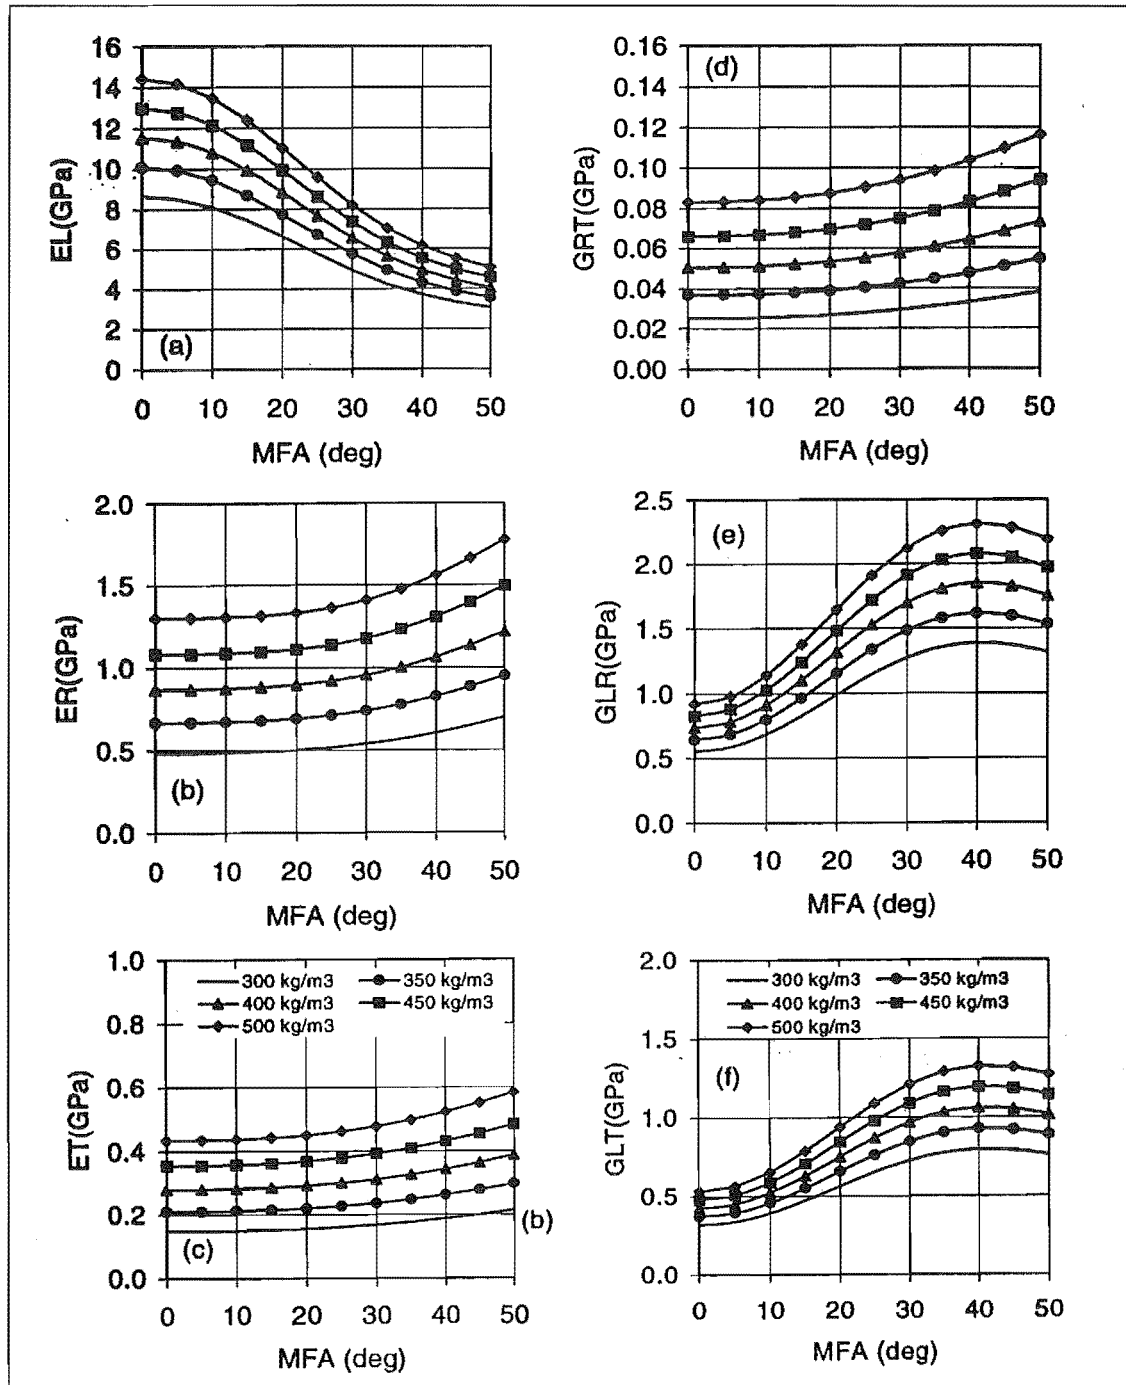 16
14
12
10
8
6
4
2
0
EL(GPa)
(a)
0 10 20 30 40 50
MFA (deg)
0.16
0.14
0.12
0.10
0.08
0.06
0.04
0.02
0.00
GRT(GPa)
(d)
0 10 20 30 40 50
MFA (deg)
2.0
1.5
1.0
0.5
0.0
ER(GPa)
(b)
0 10 20 30 40 50
MFA (deg)
2.5
2.0
1.5
1.0
0.5
0.0
GLR(GPa)
(e)
0 10 20 30 40 50
MFA (deg)
1.0
0.8
0.6
0.4
0.2
0.0
ET(GPa)
300 kg/m3 350 kg/m3
400 kg/m3 450 kg/m3
500 kg/m3
(b)
(c)
0 10 20 30 40 50
MFA (deg)
2.0
1.5
1.0
0.5
0.0
GLT(GPa)
300 kg/m3 350 kg/m3
400 kg/m3 450 kg/m3
500 kg/m3
(f)
0 10 20 30 40 50
MFA (deg)